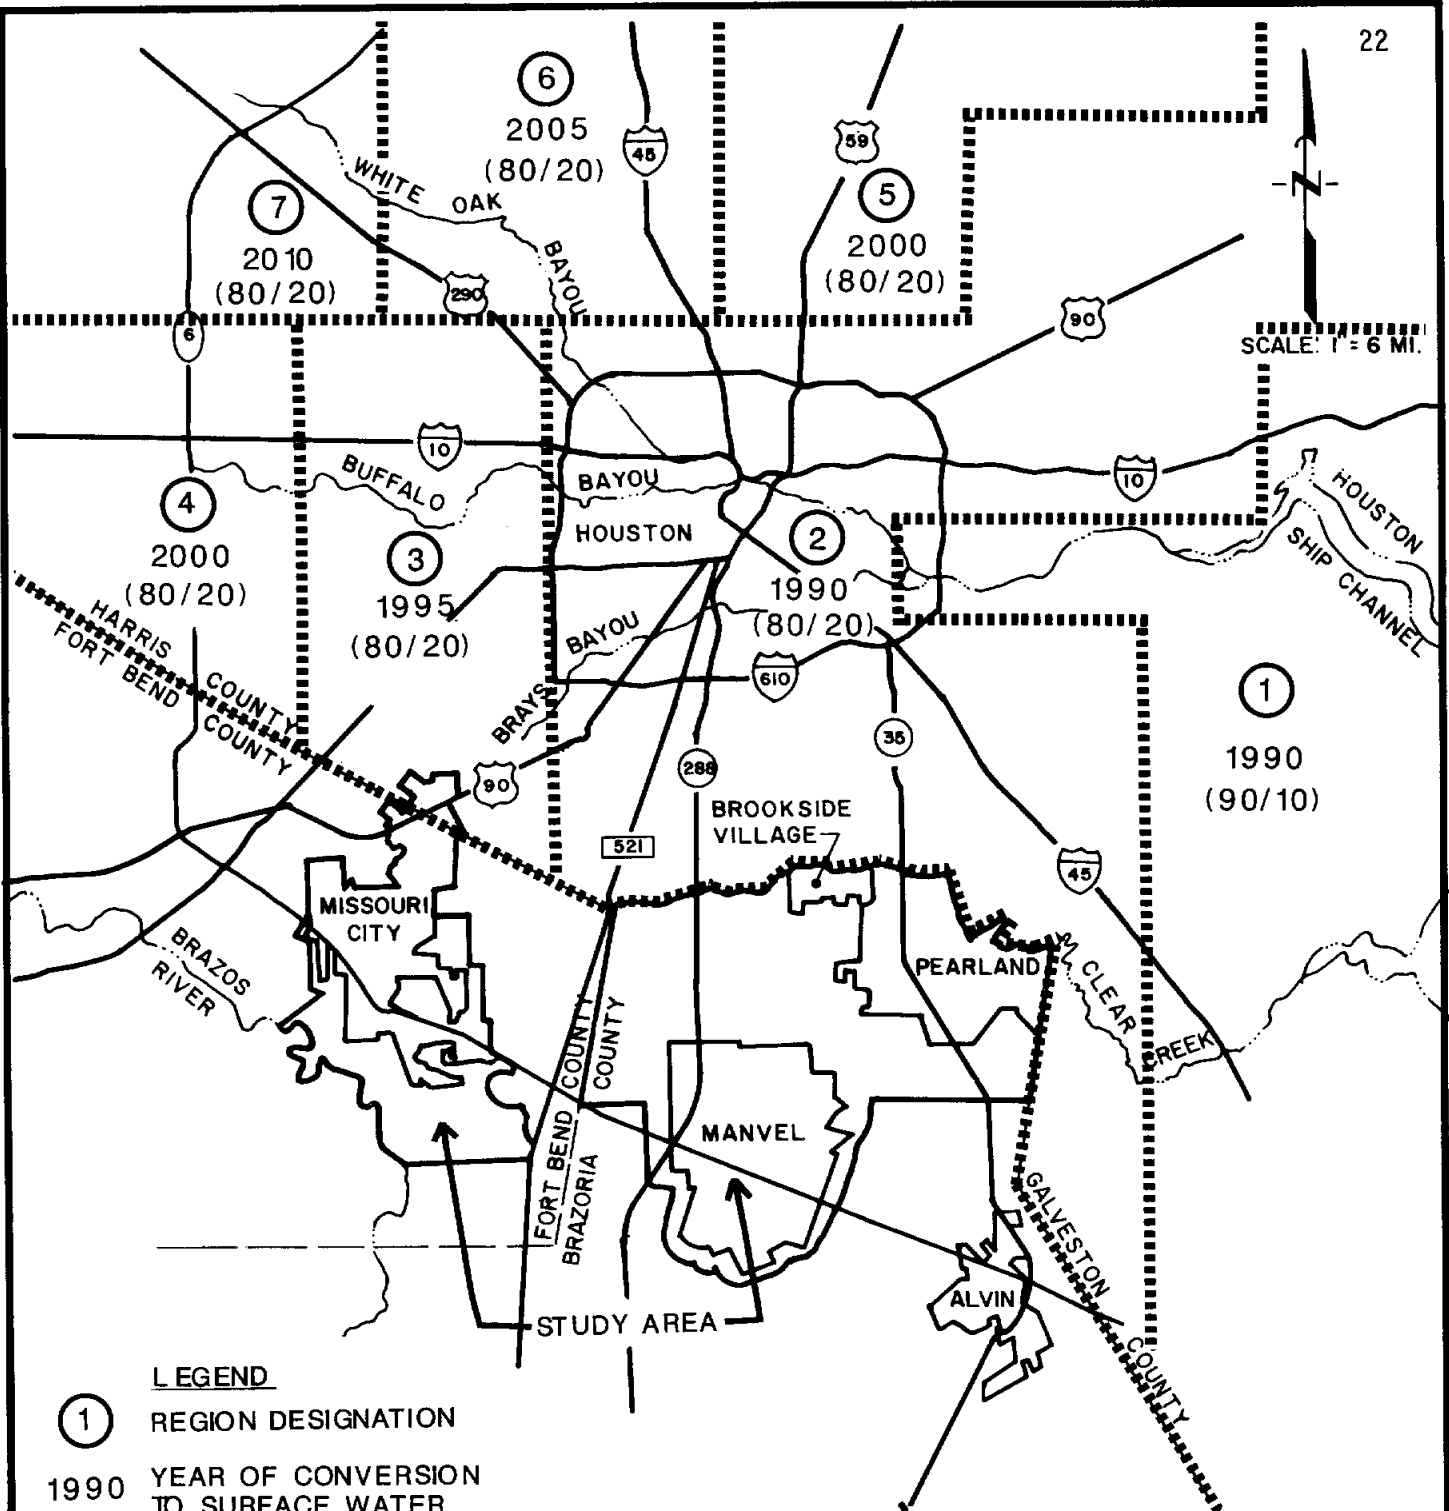 22
6
2005
(80/20)
45
59
WHITE OAK
BAYOU
7
2010
(80/20)
5
2000
(80/20)
N
290
90
6
SCALE: 1" = 6 MI.
10
BUFFALO
BAYOU
10
HOUSTON
SHIP CHANNEL
4
2000
(80/20)
3
1995
(80/20)
HOUSTON
2
1990
(80/20)
HARRIS COUNTY
FORT BEND COUNTY
BRAYS
BAYOU
610
1
1990
(90/10)
35
288
90
BROOKSIDE
VILLAGE
521
45
MISSOURI
CITY
BRAZOS
RIVER
PEARLAND
CLEAR
CREEK
FORT BEND COUNTY
BRAZORIA COUNTY
MANVEL
GALVESTON
COUNTY
ALVIN
STUDY AREA
LEGEND
1 REGION DESIGNATION
1990 YEAR OF CONVERSION
TO SURFACE WATER